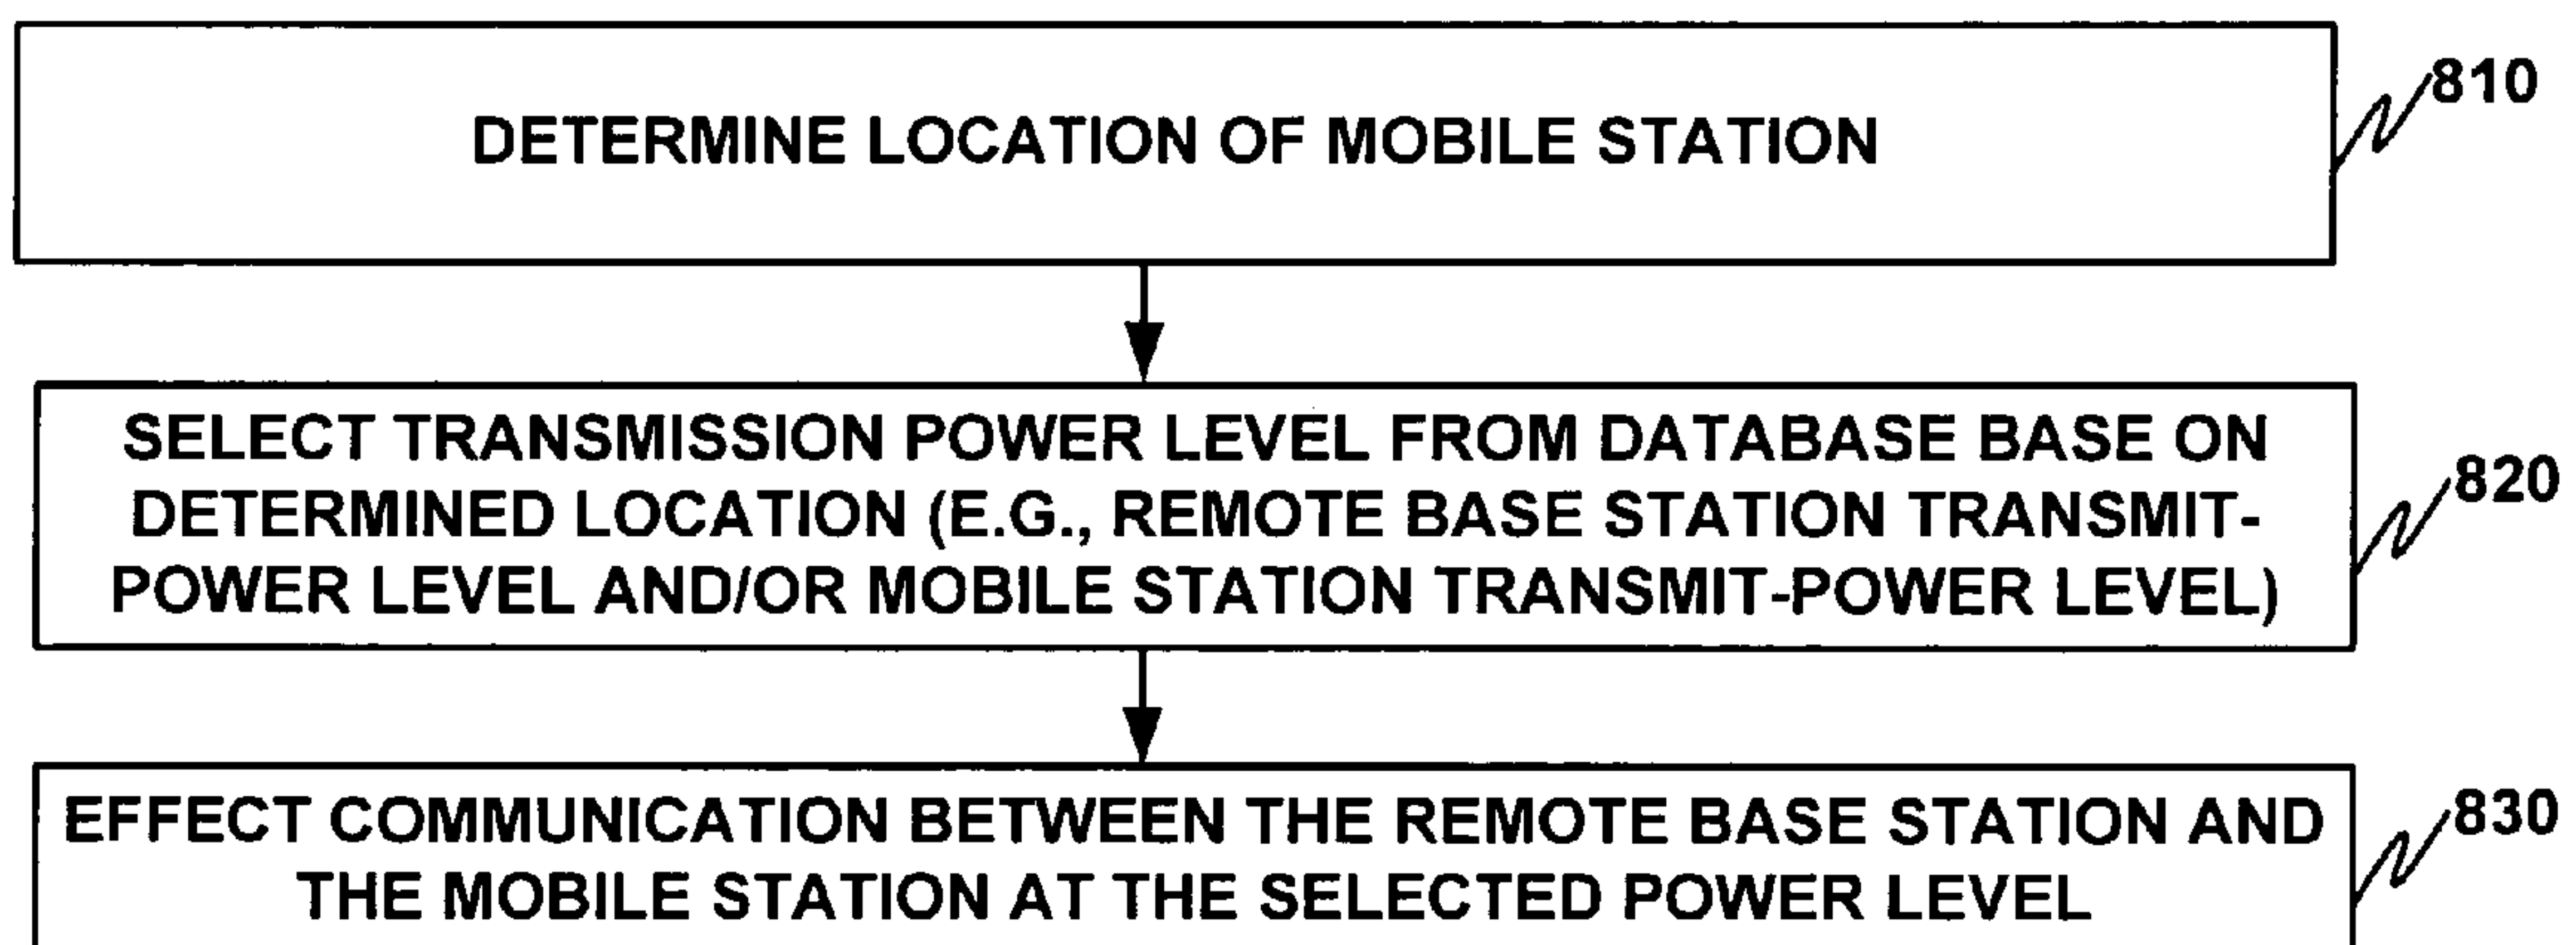 810
DETERMINE LOCATION OF MOBILE STATION
SELECT TRANSMISSION POWER LEVEL FROM DATABASE BASE ON
820
DETERMINED LOCATION (E.G., REMOTE BASE STATION TRANSMIT-
POWER LEVEL AND/OR MOBILE STATION TRANSMIT-POWER LEVEL)
EFFECT COMMUNICATION BETWEEN THE REMOTE BASE STATION AND
830
THE MOBILE STATION AT THE SELECTED POWER LEVEL